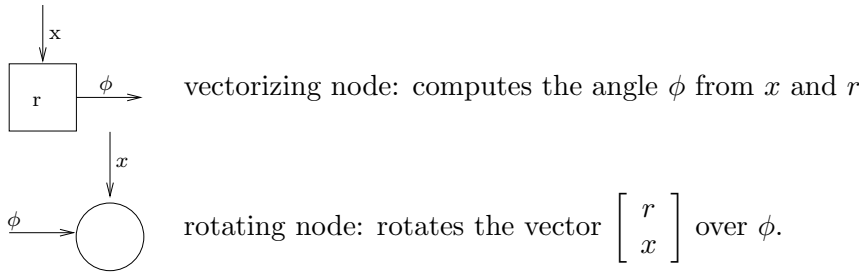 x
r
ϕ
vectorizing node: computes the angle ϕ from x and r
x
ϕ
rotating node: rotates the vector [ r x ] over ϕ.